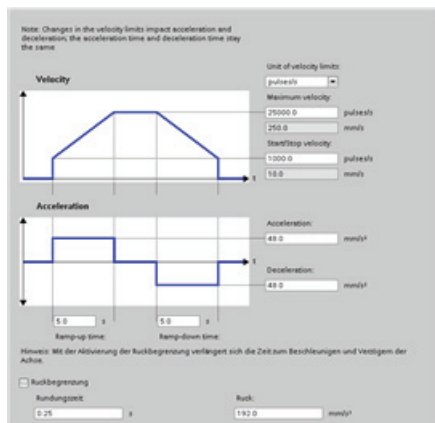 Note: Changes in the velocity limits impact acceleration and
deceleration; the acceleration time and deceleration time stay
the same
Unit of velocity limits:
Velocity
pulses/s
Maximum velocity:
25000.0 pulses/s
250.0 mm/s
Start/Stop velocity:
1000.0 pulses/s
10.0 mm/s
t
Acceleration
Acceleration:
48.0 mm/s²
t
Deceleration:
48.0 mm/s²
5.0 s 5.0 s
Ramp-up time: Ramp-down time:
Hinweis: Mit der Aktivierung der Ruckbegrenzung verlängert sich die Zeit zum Beschleunigen und Verzögern der
Achse.
Ruckbegrenzung
Rundungszeit: Ruck:
0.25 s 192.0 mm/s³